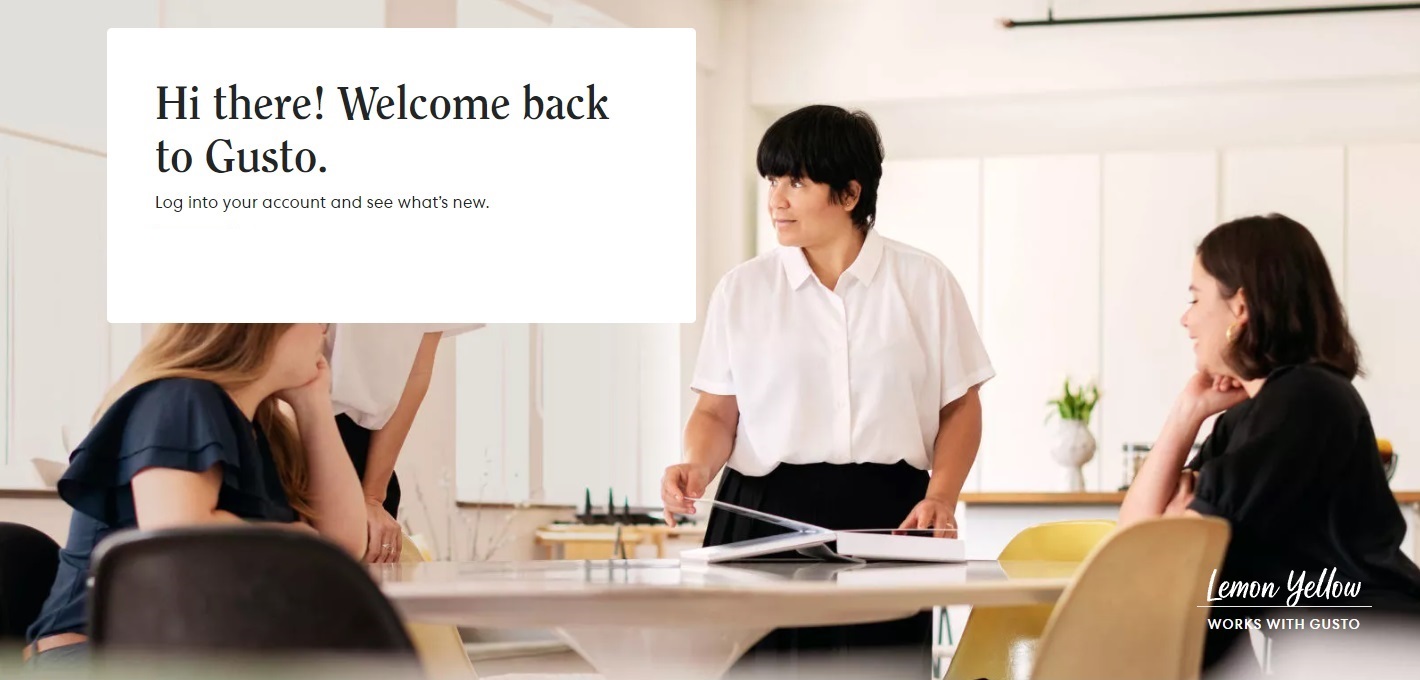 Hi there! Welcome back
to Gusto.
Log into your account and see what's new.
Lemon Yellow
WORKS WITH GUSTO